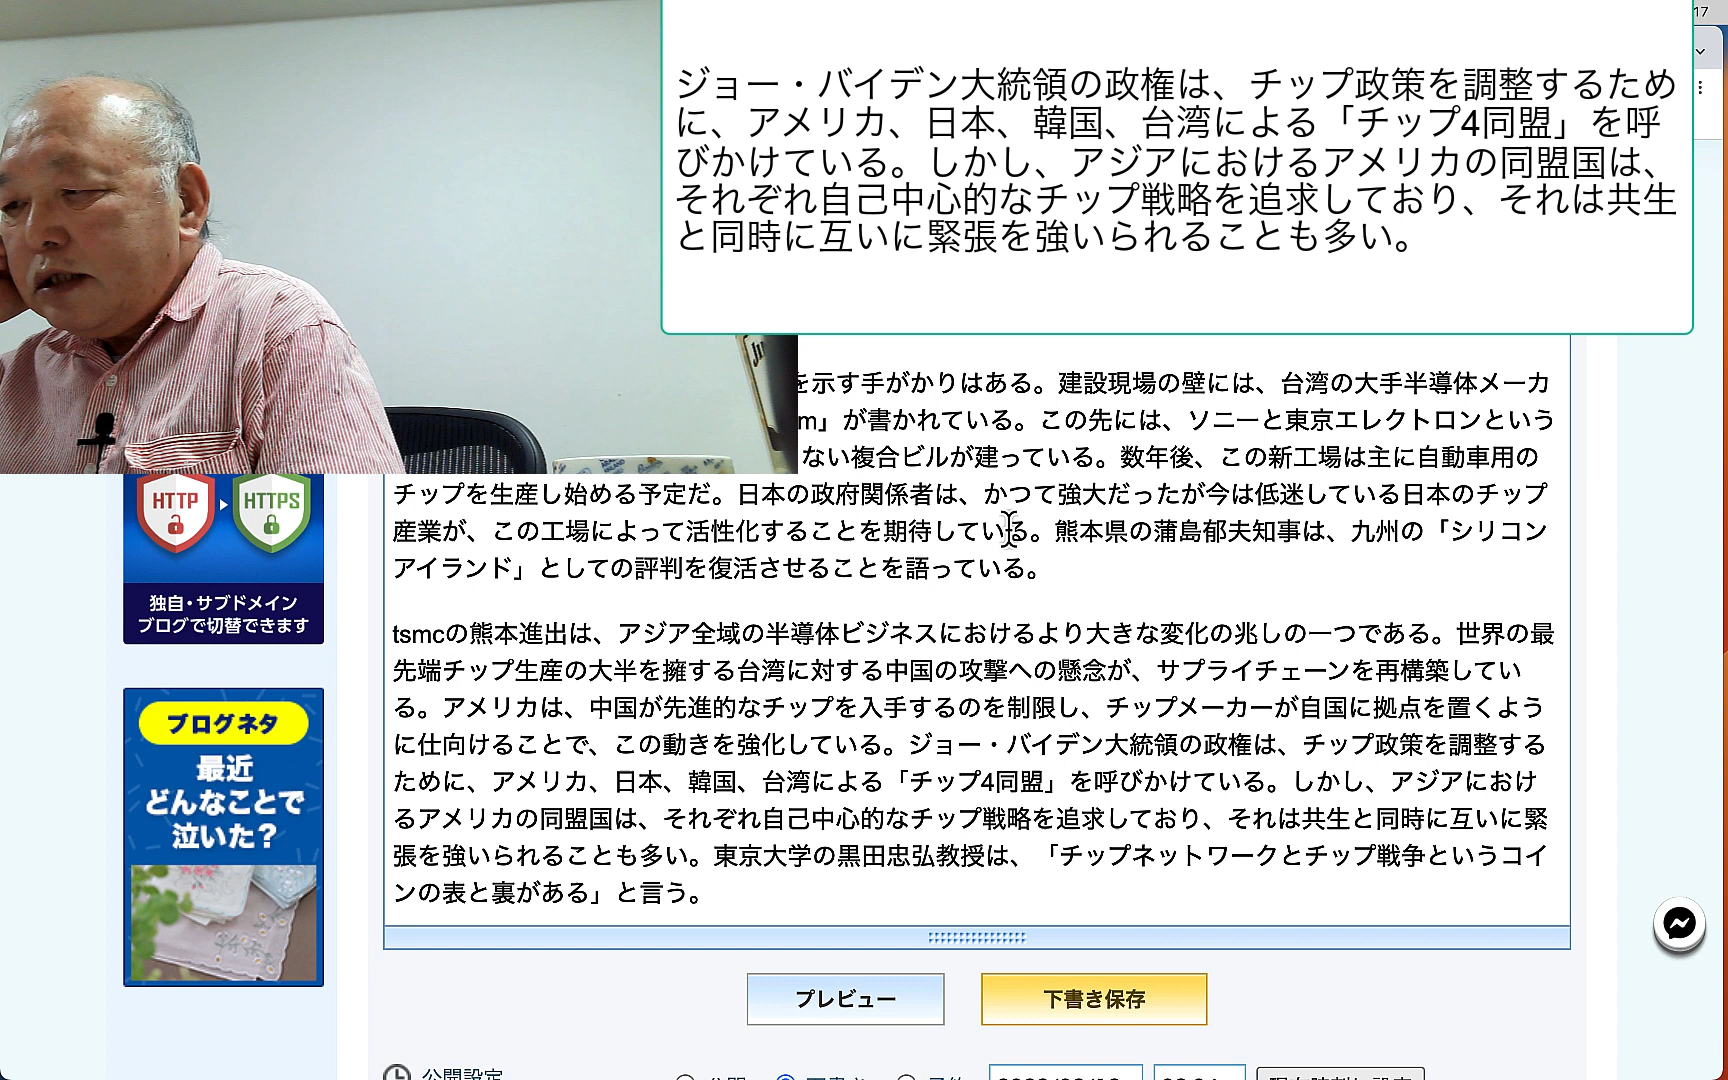 17
ジョー・バイデン大統領の政権は、チップ政策を調整するため
に、アメリカ、日本、韓国、台湾による「チップ4同盟」を呼
びかけている。しかし、アジアにおけるアメリカの同盟国は、
それぞれ自己中心的なチップ戦略を追求しており、それは共生
と同時に互いに緊張を強いられることも多い。
を示す手がかりはある。建設現場の壁には、台湾の大手半導体メーカ
m」が書かれている。この先には、ソニーと東京エレクトロンという
ない複合ビルが建っている。数年後、この新工場は主に自動車用の
チップを生産し始める予定だ。日本の政府関係者は、かつて強大だったが今は低迷している日本のチップ
産業が、この工場によって活性化することを期待している。熊本県の蒲島郁夫知事は、九州の「シリコン
アイランド」としての評判を復活させることを語っている。
tsmcの熊本進出は、アジア全域の半導体ビジネスにおけるより大きな変化の兆しの一つである。世界の最
先端チップ生産の大半を擁する台湾に対する中国の攻撃への懸念が、サプライチェーンを再構築してい
る。アメリカは、中国が先進的なチップを入手するのを制限し、チップメーカーが自国に拠点を置くよう
に仕向けることで、この動きを強化している。ジョー・バイデン大統領の政権は、チップ政策を調整する
ために、アメリカ、日本、韓国、台湾による「チップ4同盟」を呼びかけている。しかし、アジアにおけ
るアメリカの同盟国は、それぞれ自己中心的なチップ戦略を追求しており、それは共生と同時に互いに緊
張を強いられることも多い。東京大学の黒田忠弘教授は、「チップネットワークとチップ戦争というコイ
ンの表と裏がある」と言う。
HTTP HTTPS
独自・サブドメイン
ブログで切替できます
ブログネタ
最近
どんなことで
泣いた?
プレビュー 下書き保存
公開設定